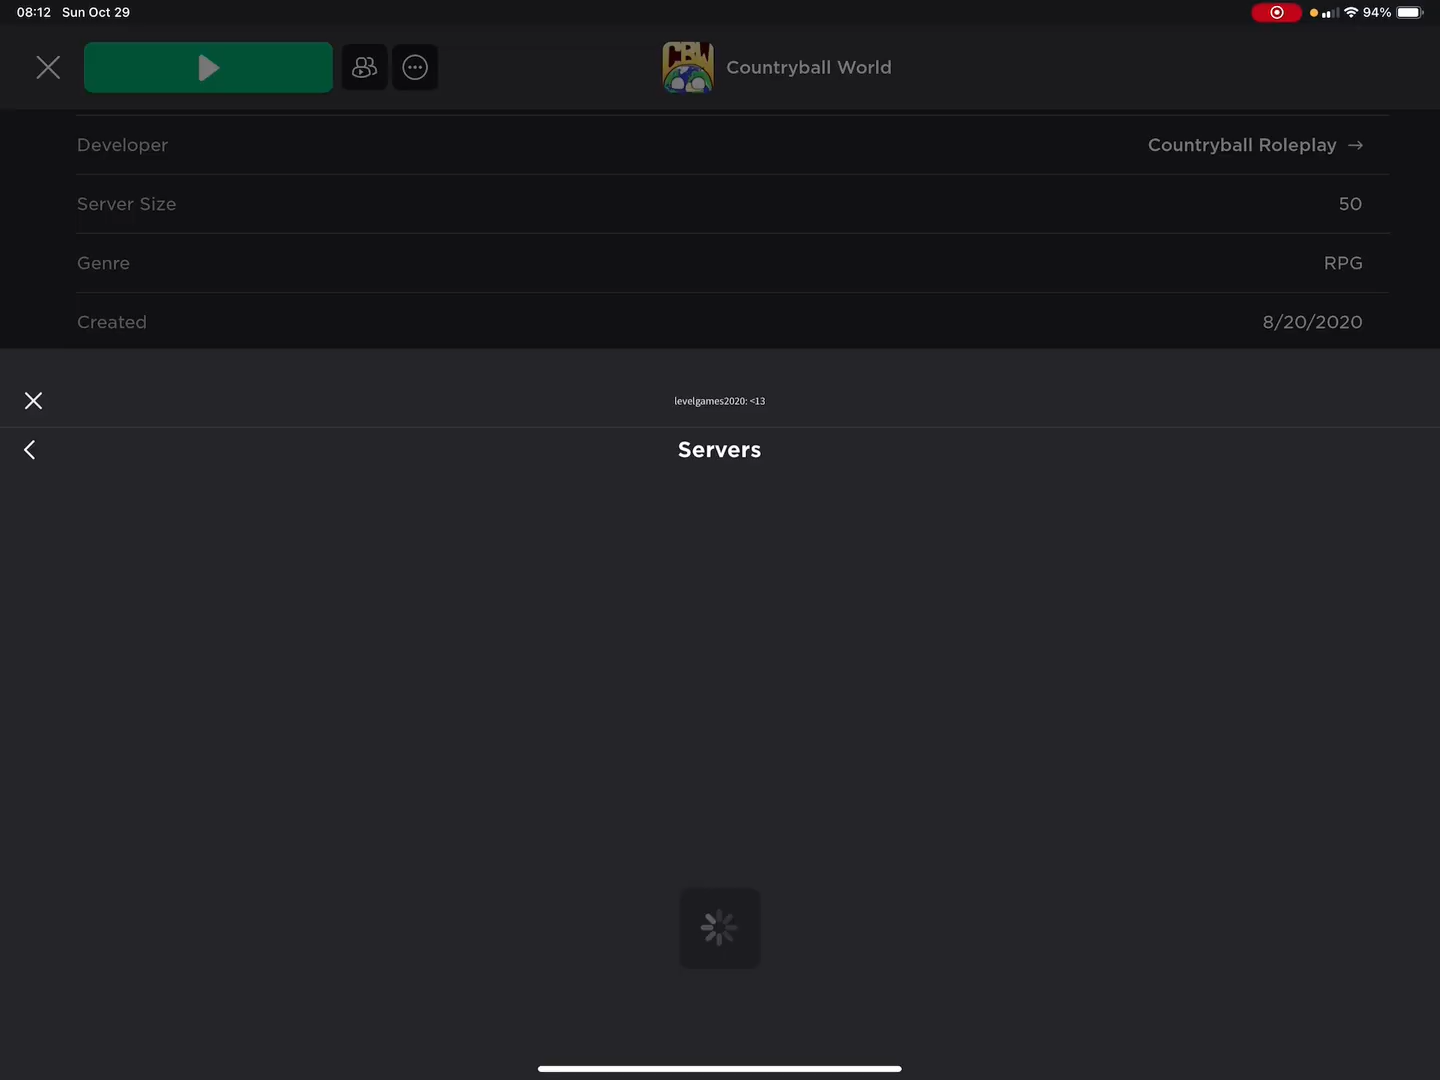 08:12 Sun Oct 29 94%
CBW
Countryball World
Developer Countryball Roleplay →
Server Size 50
Genre RPG
Created 8/20/2020
levelgames2020: <13
Servers